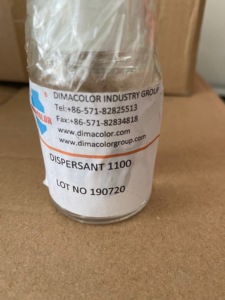 DIMACOLOR INDUSTRY GROUP
Tel:+86-571-82825513
Fax:+86-571-82834818
www.dimacolor.com
www.dimacolorgroup.com
DISPERSANT 1100
LOT NO 190720